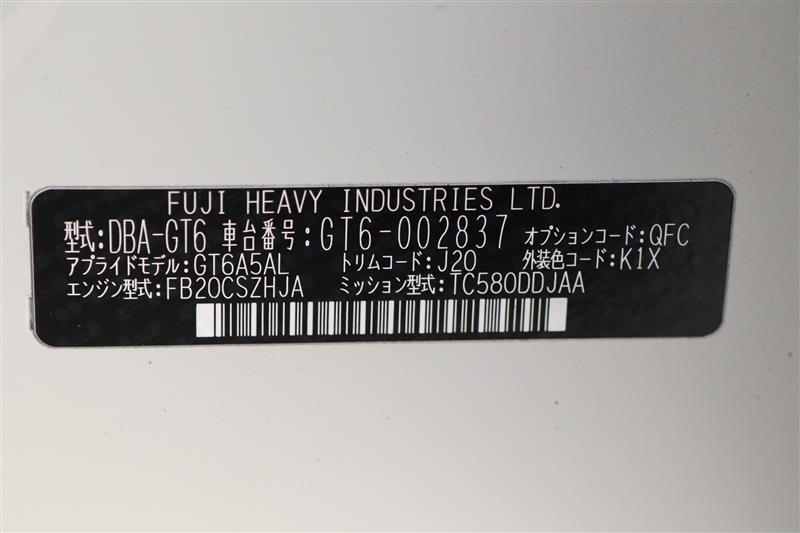 FUJI HEAVY INDUSTRIES LTD.
型式:DBA-GT6 車台番号:GT6-002837 オプションコード:QFC
アプライドモデル:GT6A5AL トリムコード:J20 外装色コード:K1X
エンジン型式:FB20CSZHJA ミッション型式:TC580DDJAA